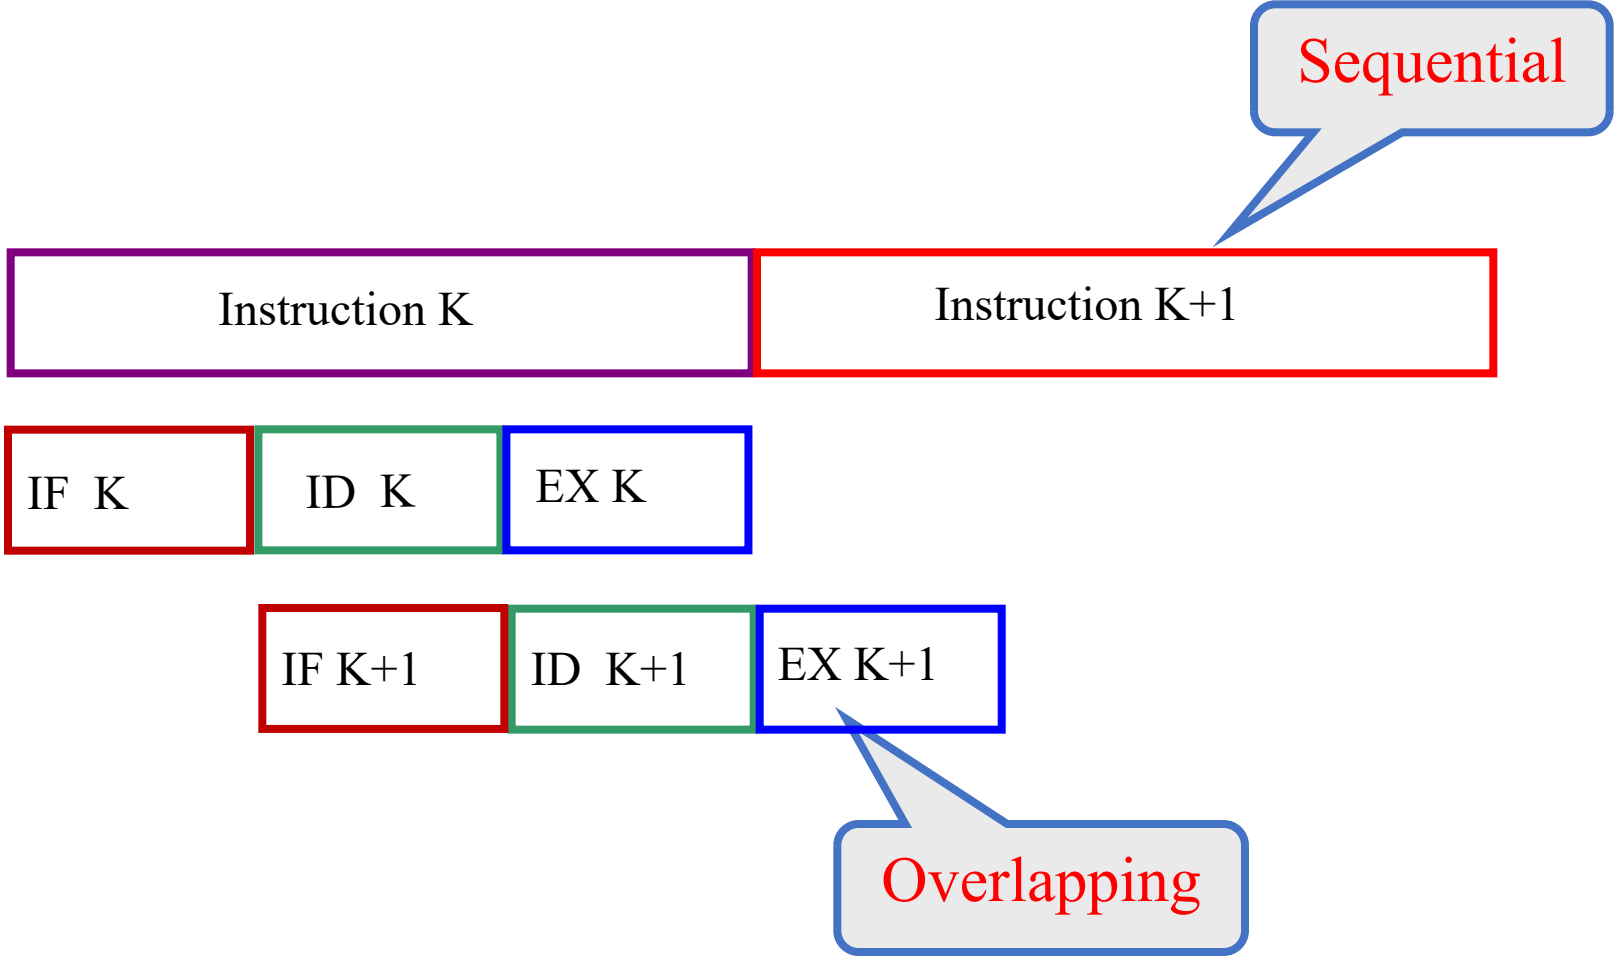 Sequential
Instruction K
Instruction K+1
IF K
ID K
EX K
IF K+1
ID K+1
EX K+1
Overlapping